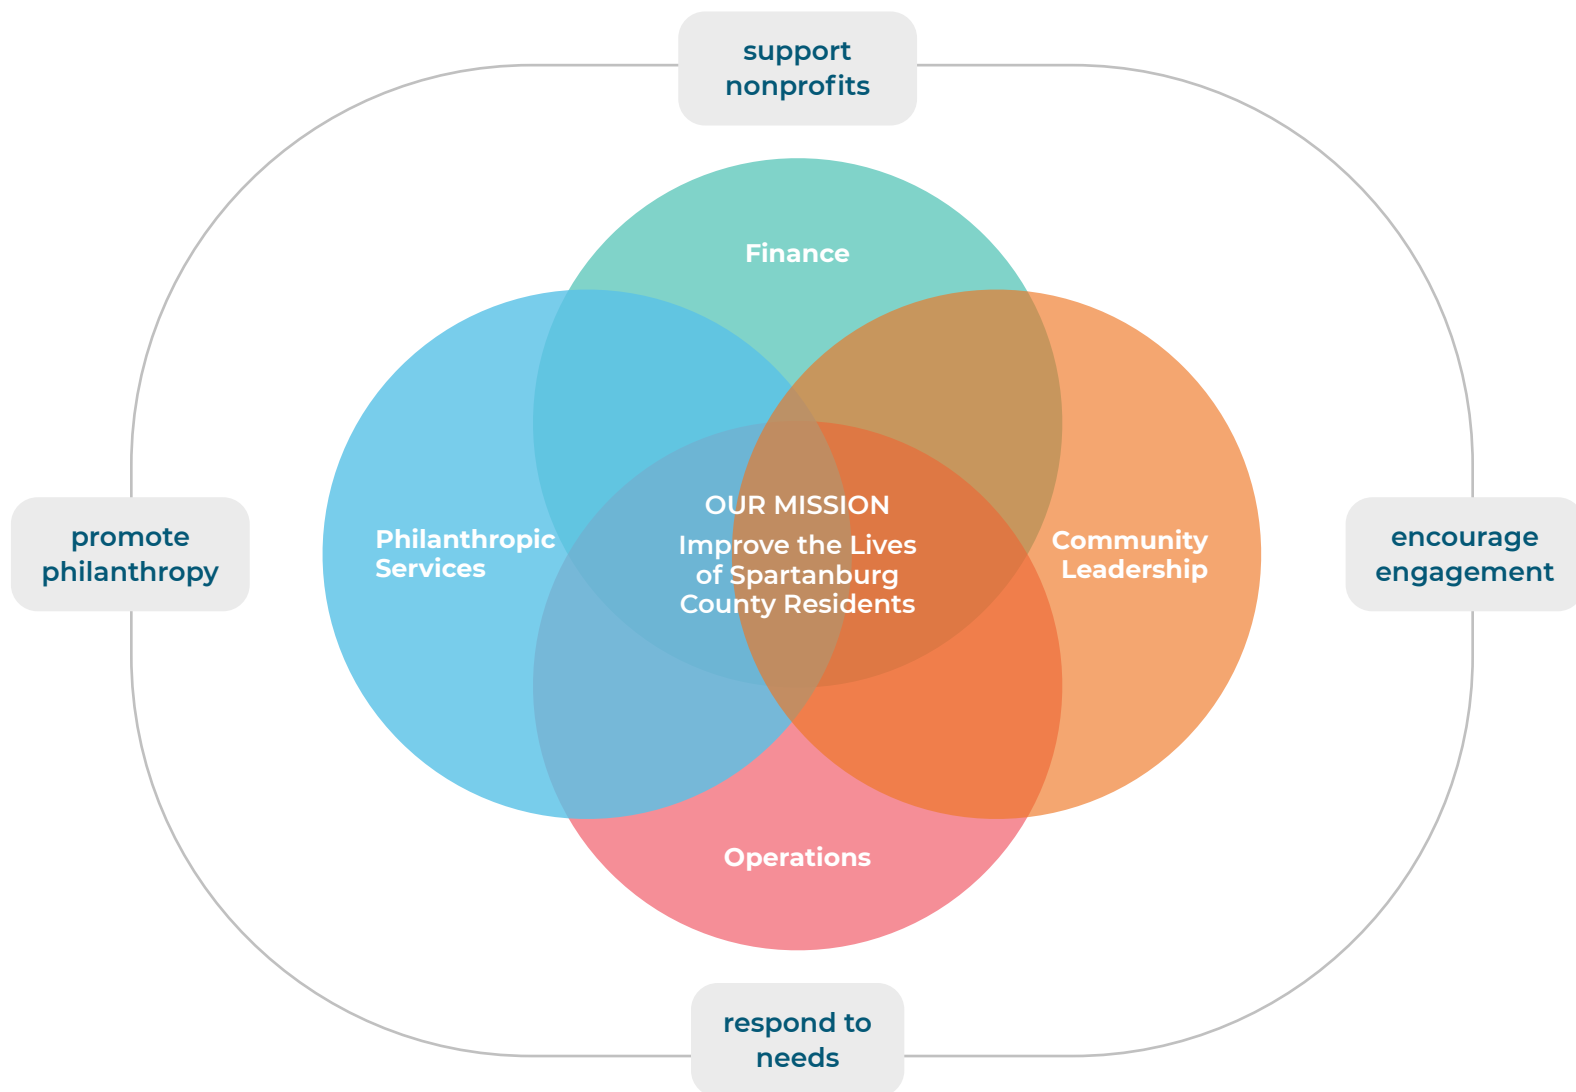 support
nonprofits
Finance
promote
philanthropy
Philanthropic
Services
OUR MISSION
Improve the Lives
of Spartanburg
County Residents
Community
Leadership
encourage
engagement
Operations
respond to
needs